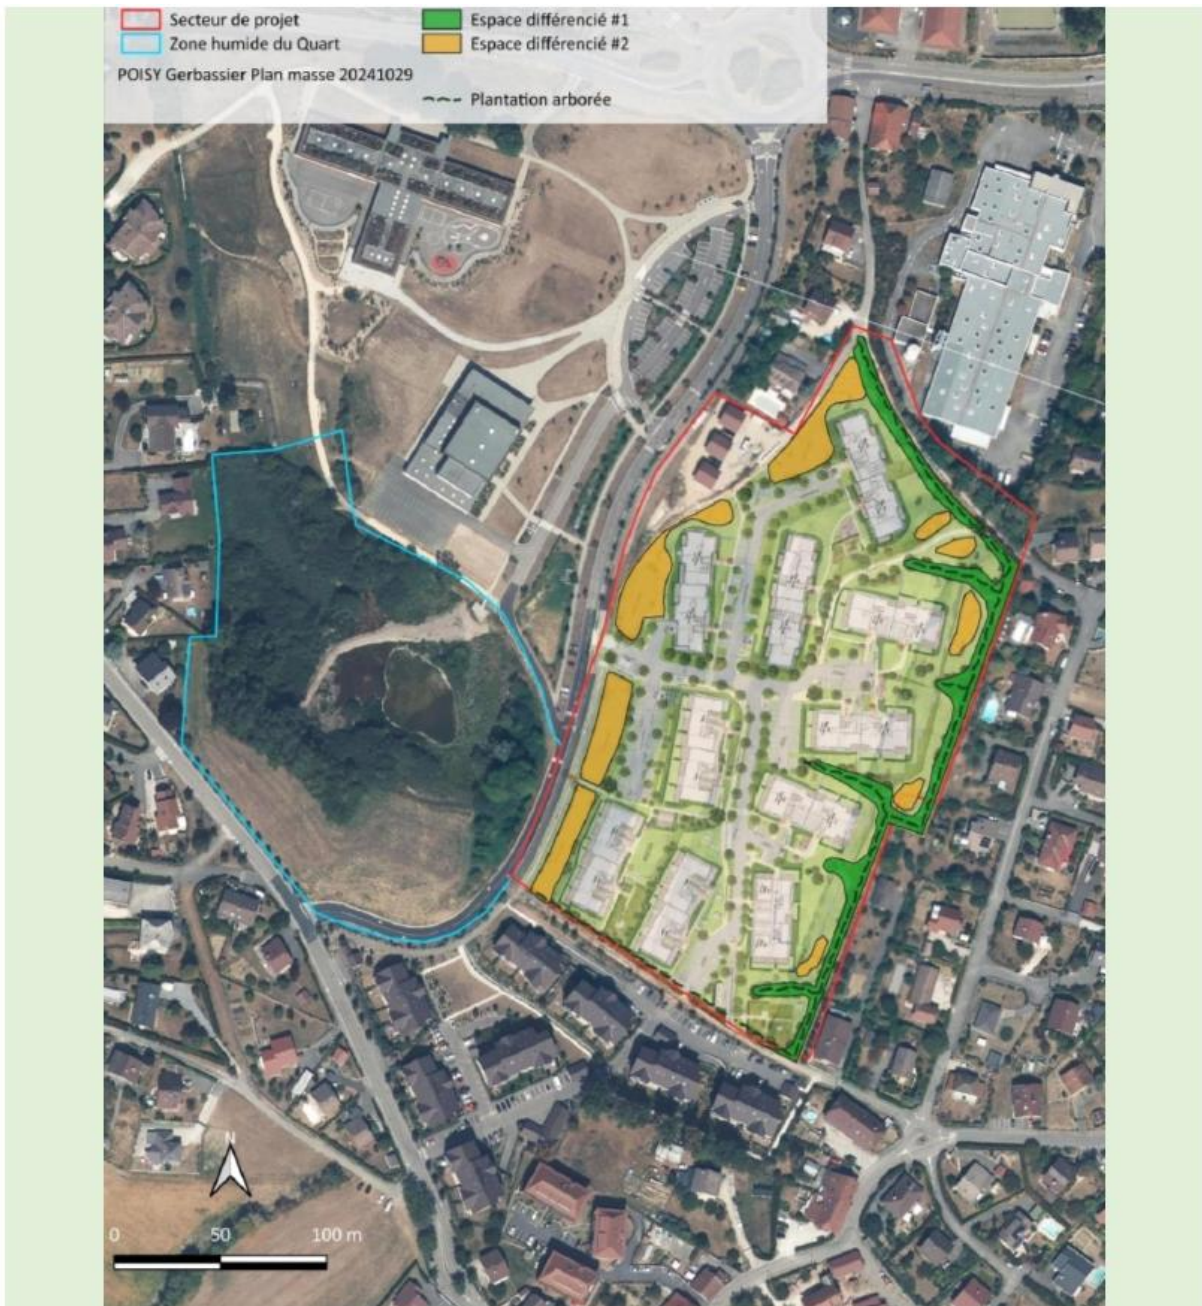 Secteur de projet
Zone humide du Quart
Espace différencié #1
Espace différencié #2
POISY Gerbassier Plan masse 20241029
Plantation arborée
N
0 50 100 m